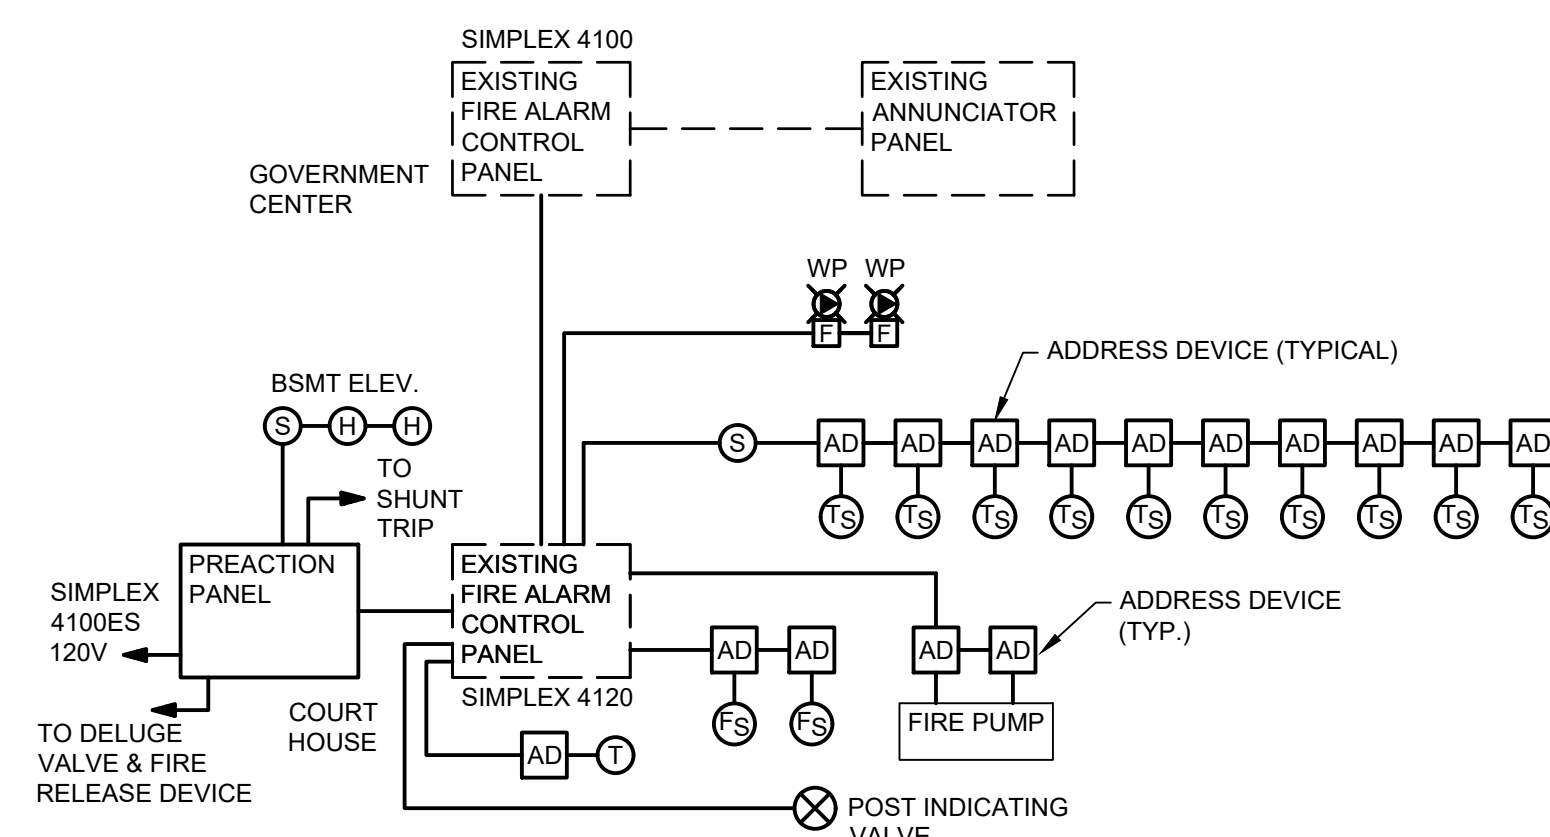 SIMPLEX 4100
EXISTING
FIRE ALARM
CONTROL
PANEL
EXISTING
ANNUNCIATOR
PANEL
GOVERNMENT
CENTER
WP WP
F F
ADDRESS DEVICE (TYPICAL)
BSMT ELEV.
S H H
S AD AD AD AD AD AD AD AD AD AD
TS TS TS TS TS TS TS TS TS TS
TO
SHUNT
TRIP
PREACTION
PANEL
SIMPLEX
4100ES
120V
EXISTING
FIRE ALARM
CONTROL
PANEL
SIMPLEX 4120
ADDRESS DEVICE
(TYP.)
AD AD
FS FS
AD AD
FIRE PUMP
COURT
HOUSE
TO DELUGE
VALVE & FIRE
RELEASE DEVICE
AD T
POST INDICATING
VALVE